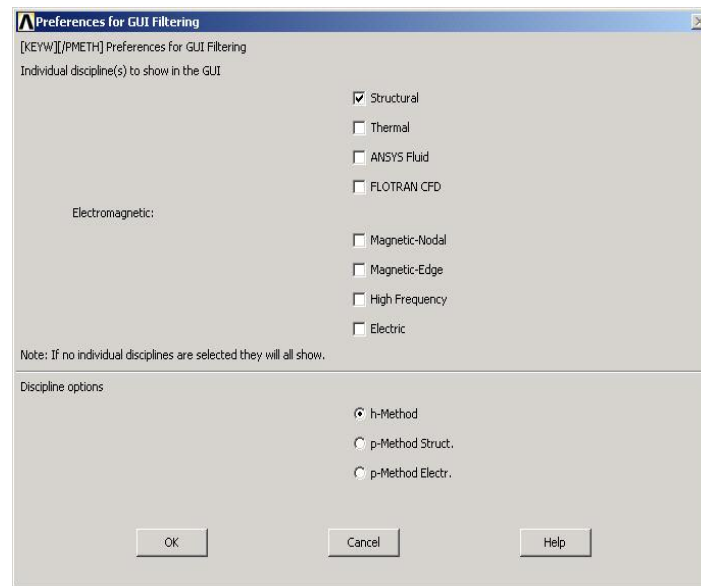 Preferences for GUI Filtering
[KEYW][/PMETH] Preferences for GUI Filtering
Individual discipline(s) to show in the GUI
Structural
Thermal
ANSYS Fluid
FLOTRAN CFD
Electromagnetic:
Magnetic-Nodal
Magnetic-Edge
High Frequency
Electric
Note: If no individual disciplines are selected they will all show.
Discipline options
h-Method
p-Method Struct.
p-Method Electr.
OK Cancel Help